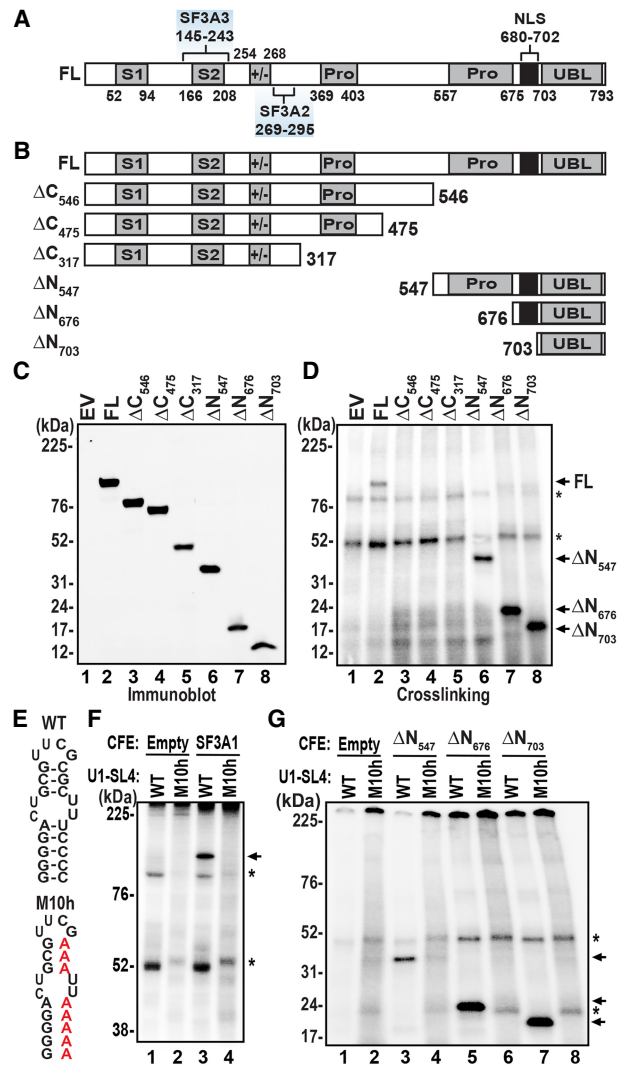 A
SF3A3
145-243
NLS
680-702
254 268
FL S1 S2 +/- Pro Pro UBL
52 94 166 208 369 403 557 675 703 793
SF3A2
269-295
B
FL S1 S2 +/- Pro Pro UBL
ΔC546 S1 S2 +/- Pro 546
ΔC475 S1 S2 +/- Pro 475
ΔC317 S1 S2 +/- 317
ΔN547 547 Pro UBL
ΔN676 676 UBL
ΔN703 703 UBL
C
EV FL ΔC546 ΔC475 ΔC317 ΔN547 ΔN676 ΔN703
(kDa)
225-
76-
52-
31-
24-
17-
12-
1 2 3 4 5 6 7 8
Immunoblot
D
EV FL ΔC546 ΔC475 ΔC317 ΔN547 ΔN676 ΔN703
(kDa)
225-
76-
52-
31-
24-
17-
12-
FL
*
*
ΔN547
ΔN676
ΔN703
1 2 3 4 5 6 7 8
Crosslinking
E
WT
U C
U G
G-C
C-G
G-C
U U
C U
A U
G-C
G-C
G-C
G-C
M10h
U C
U G
G A
C A
G A
U U
C U
A A
G A
G A
G A
G A
F
CFE: Empty SF3A1
U1-SL4: WT M10h WT M10h
(kDa)
225-
76-
52-
38-
*
*
1 2 3 4
G
CFE: Empty ΔN547 ΔN676 ΔN703
U1-SL4: WT M10h WT M10h WT M10h WT M10h
(kDa)
225-
76-
52-
31-
24-
17-
*
*
1 2 3 4 5 6 7 8